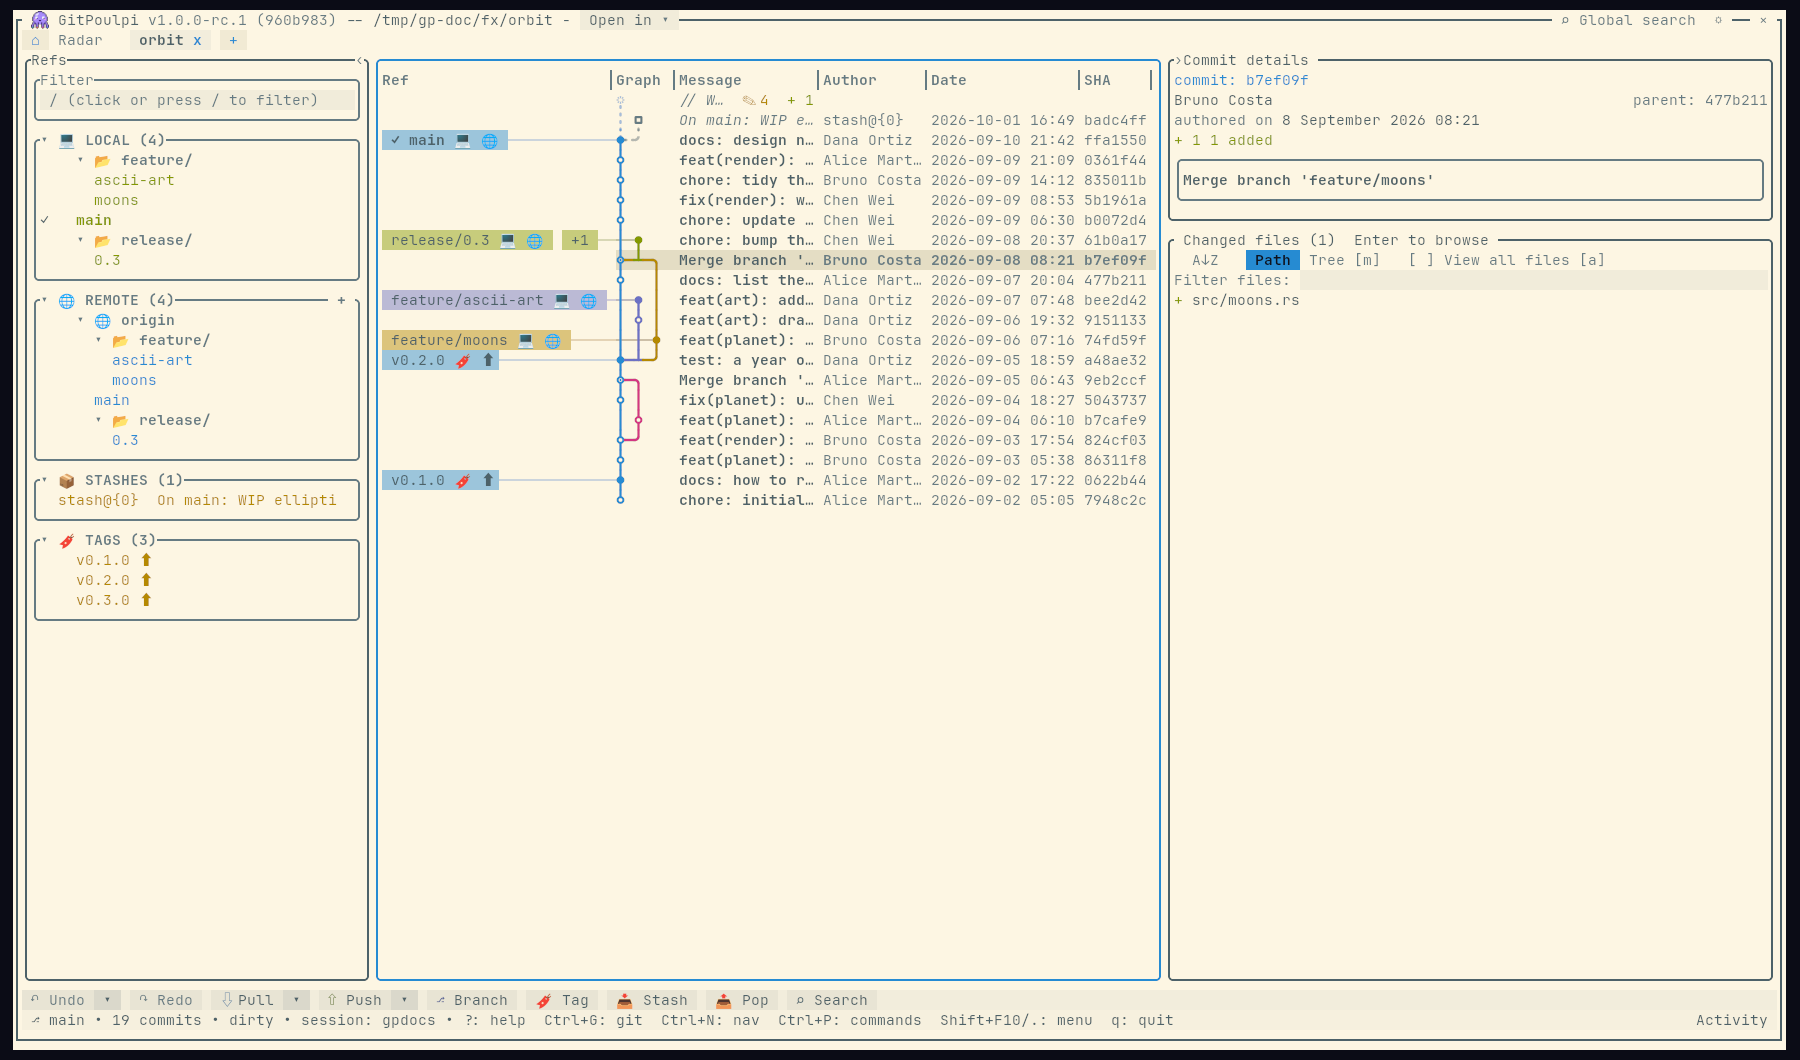 GitPoulpi v1.0.0-rc.1 (960b983) -- /tmp/gp-doc/fx/orbit - Open in ▾ ⌕ Global search ×
⌂ Radar orbit x +
Refs ‹
Filter
/ (click or press / to filter)
▾ 💻 LOCAL (4)
▾ 📂 feature/
ascii-art
moons
✓ main
▾ 📂 release/
0.3
▾ 🌐 REMOTE (4) +
▾ 🌐 origin
▾ 📂 feature/
ascii-art
moons
main
▾ 📂 release/
0.3
▾ 📦 STASHES (1)
stash@{0} On main: WIP ellipti
▾ TAGS (3)
v0.1.0 ⬆
v0.2.0 ⬆
v0.3.0 ⬆
Ref Graph Message Author Date SHA
// W… ✎ 4 + 1
On main: WIP e… stash@{0} 2026-10-01 16:49 badc4ff
✓ main 💻 🌐 docs: design n… Dana Ortiz 2026-09-10 21:42 ffa1550
feat(render): … Alice Mart… 2026-09-09 21:09 0361f44
chore: tidy th… Bruno Costa 2026-09-09 14:12 835011b
fix(render): w… Chen Wei 2026-09-09 08:53 5b1961a
chore: update … Chen Wei 2026-09-09 06:30 b0072d4
release/0.3 💻 🌐 +1 chore: bump th… Chen Wei 2026-09-08 20:37 61b0a17
Merge branch '… Bruno Costa 2026-09-08 08:21 b7ef09f
docs: list the… Alice Mart… 2026-09-07 20:04 477b211
feature/ascii-art 💻 🌐 feat(art): add… Dana Ortiz 2026-09-07 07:48 bee2d42
feat(art): dra… Dana Ortiz 2026-09-06 19:32 9151133
feature/moons 💻 🌐 feat(planet): … Bruno Costa 2026-09-06 07:16 74fd59f
v0.2.0 ⬆ test: a year o… Dana Ortiz 2026-09-05 18:59 a48ae32
Merge branch '… Alice Mart… 2026-09-05 06:43 9eb2ccf
fix(planet): u… Chen Wei 2026-09-04 18:27 5043737
feat(planet): … Alice Mart… 2026-09-04 06:10 b7cafe9
feat(render): … Bruno Costa 2026-09-03 17:54 824cf03
feat(planet): … Bruno Costa 2026-09-03 05:38 86311f8
v0.1.0 ⬆ docs: how to r… Alice Mart… 2026-09-02 17:22 0622b44
chore: initial… Alice Mart… 2026-09-02 05:05 7948c2c
› Commit details
commit: b7ef09f
Bruno Costa parent: 477b211
authored on 8 September 2026 08:21
+ 1 1 added
Merge branch 'feature/moons'
Changed files (1) Enter to browse
A↓Z Path Tree [m] [ ] View all files [a]
Filter files:
+ src/moons.rs
↶ Undo ▾ ↷ Redo ⇩ Pull ▾ ⇧ Push ▾ ⎇ Branch Tag 📥 Stash 📤 Pop ⌕ Search
⎇ main • 19 commits • dirty • session: gpdocs • ?: help Ctrl+G: git Ctrl+N: nav Ctrl+P: commands Shift+F10/.: menu q: quit Activity